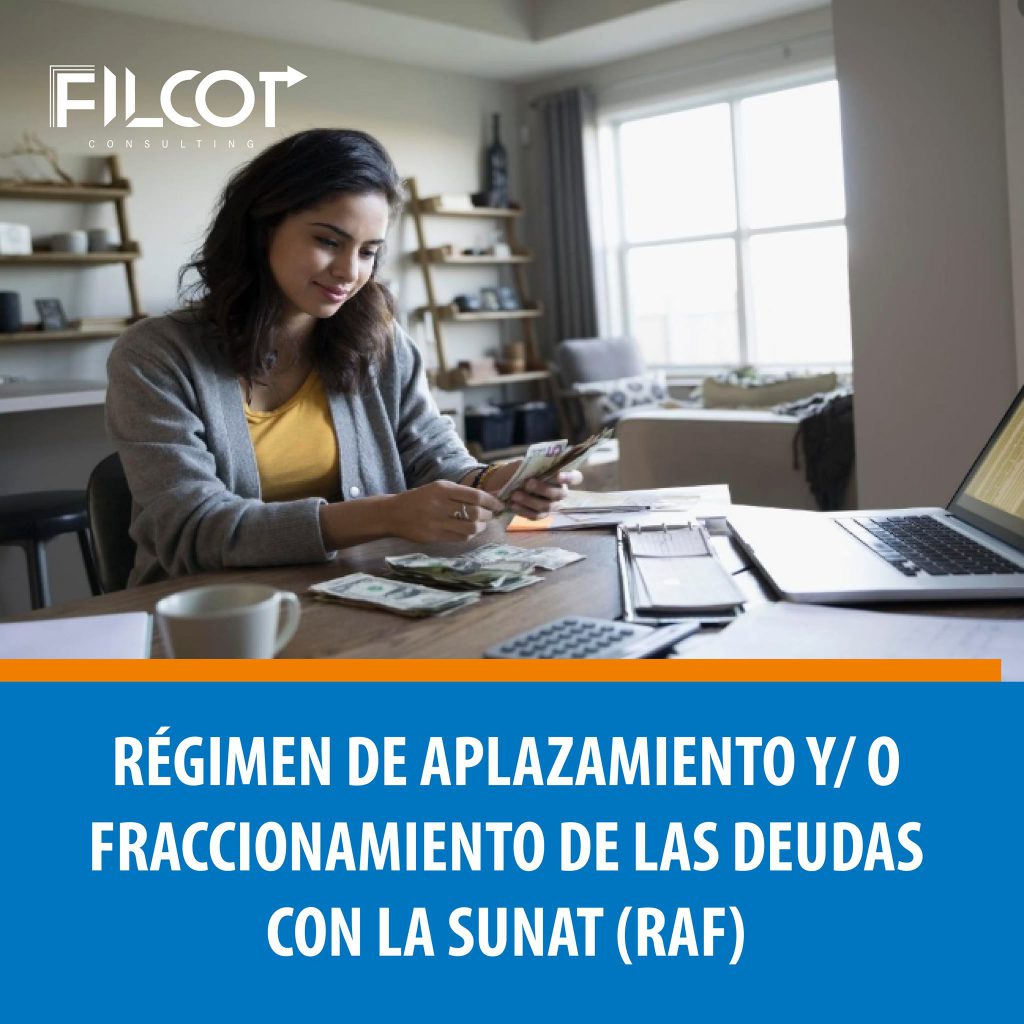 FILCOT
CONSULTING
RÉGIMEN DE APLAZAMIENTO Y/ O
FRACCIONAMIENTO DE LAS DEUDAS
CON LA SUNAT (RAF)